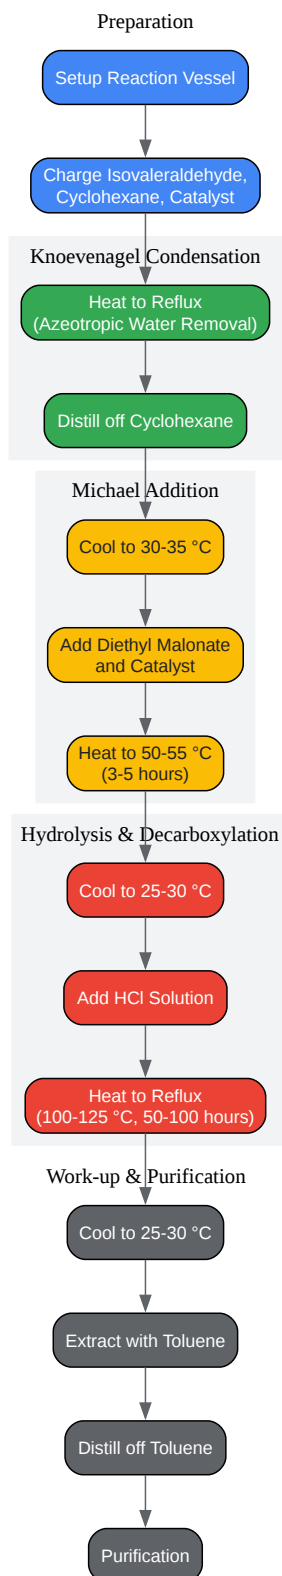 Preparation
Setup Reaction Vessel
Charge Isovaleraldehyde,
Cyclohexane, Catalyst
Knoevenagel Condensation
Heat to Reflux
(Azeotropic Water Removal)
Distill off Cyclohexane
Michael Addition
Cool to 30-35 °C
Add Diethyl Malonate
and Catalyst
Heat to 50-55 °C
(3-5 hours)
Hydrolysis & Decarboxylation
Cool to 25-30 °C
Add HCl Solution
Heat to Reflux
(100-125 °C, 50-100 hours)
Work-up & Purification
Cool to 25-30 °C
Extract with Toluene
Distill off Toluene
Purification